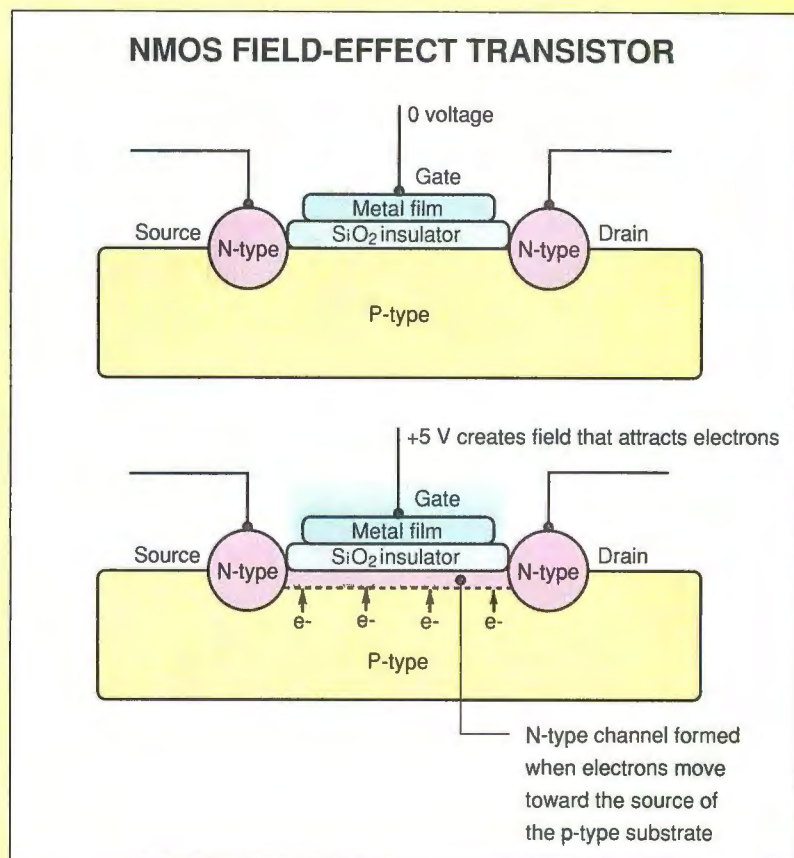 NMOS FIELD-EFFECT TRANSISTOR
0 voltage
Gate
Metal film
Source
N-type
SiO2 insulator
N-type
Drain
P-type
+5 V creates field that attracts electrons
Gate
Metal film
Source
N-type
SiO2 insulator
N-type
Drain
e-
e-
e-
e-
P-type
N-type channel formed
when electrons move
toward the source of
the p-type substrate